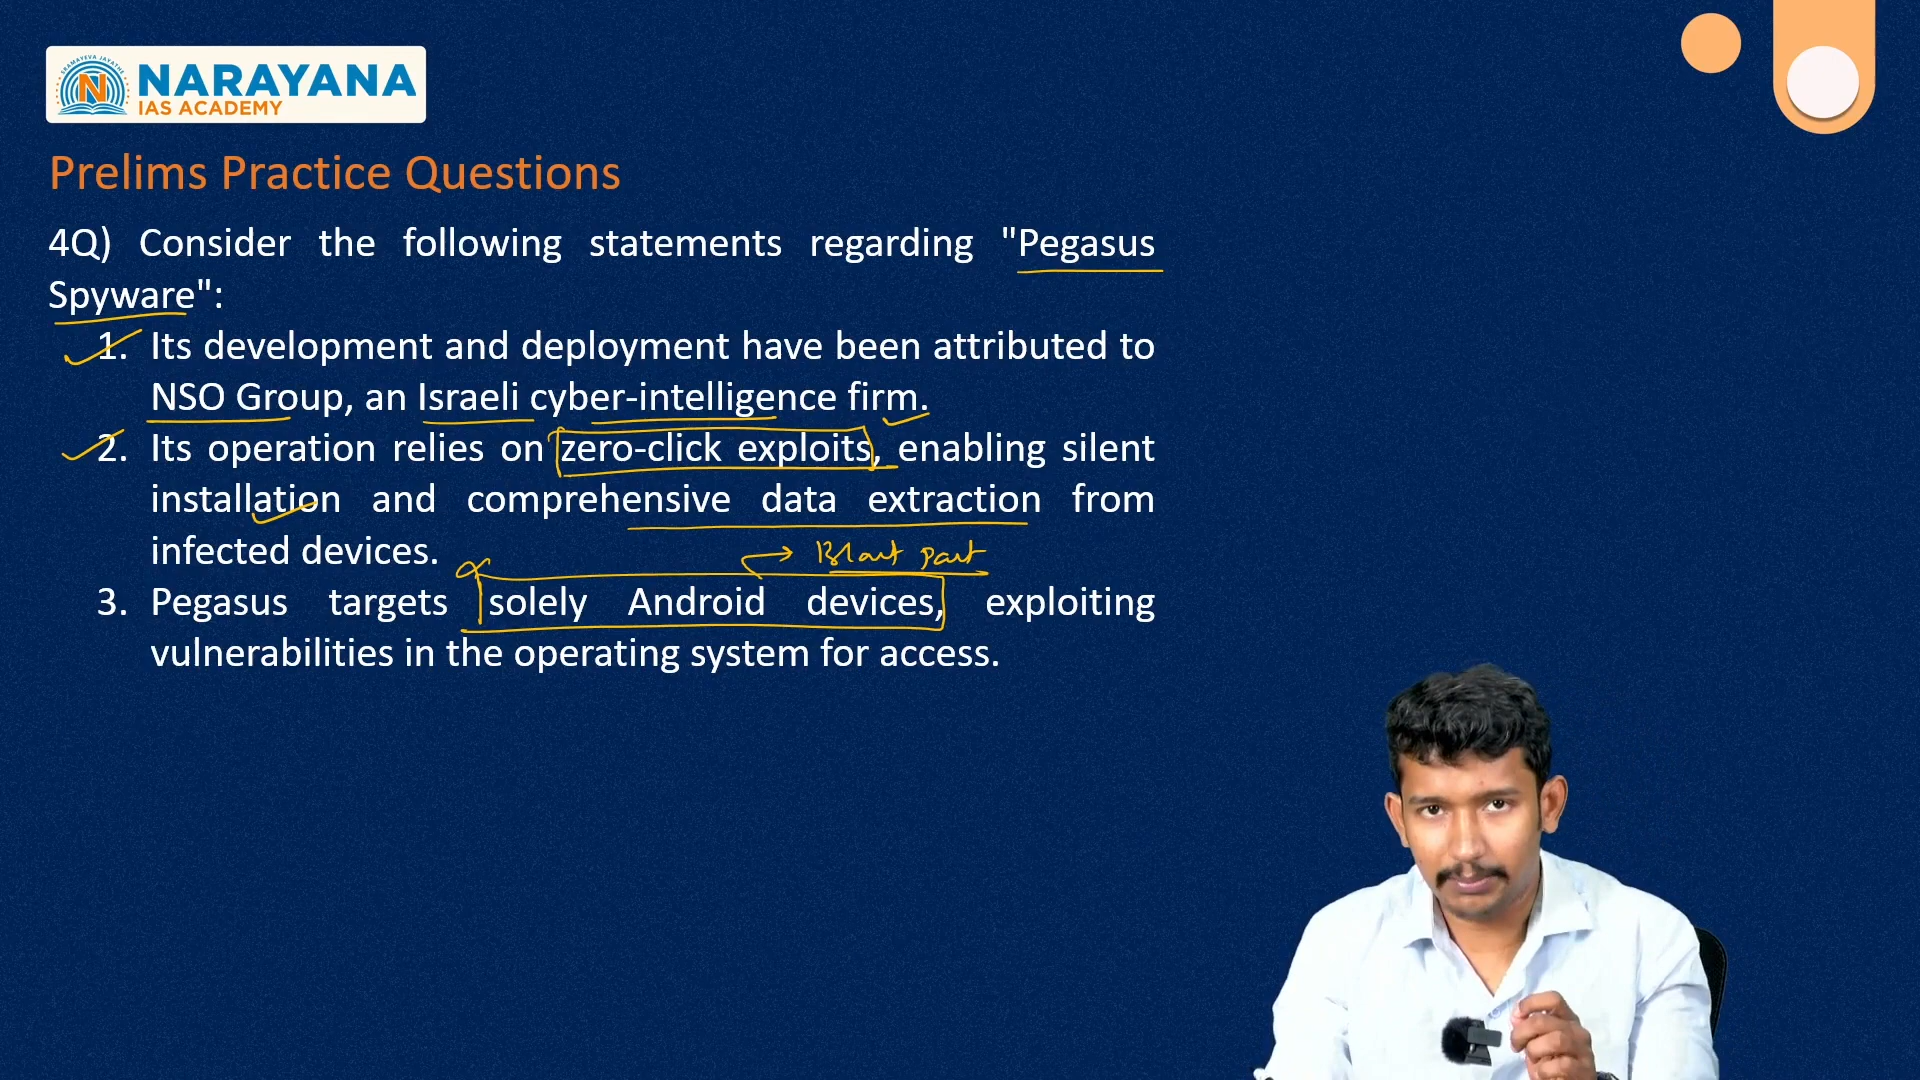 SRAMAYEVA JAYATHE
N
NARAYANA
IAS ACADEMY
Prelims Practice Questions
4Q) Consider the following statements regarding "Pegasus
Spyware":
1. Its development and deployment have been attributed to
NSO Group, an Israeli cyber-intelligence firm.
2. Its operation relies on zero-click exploits, enabling silent
installation and comprehensive data extraction from
infected devices.
part
3. Pegasus targets solely Android devices, exploiting
vulnerabilities in the operating system for access.